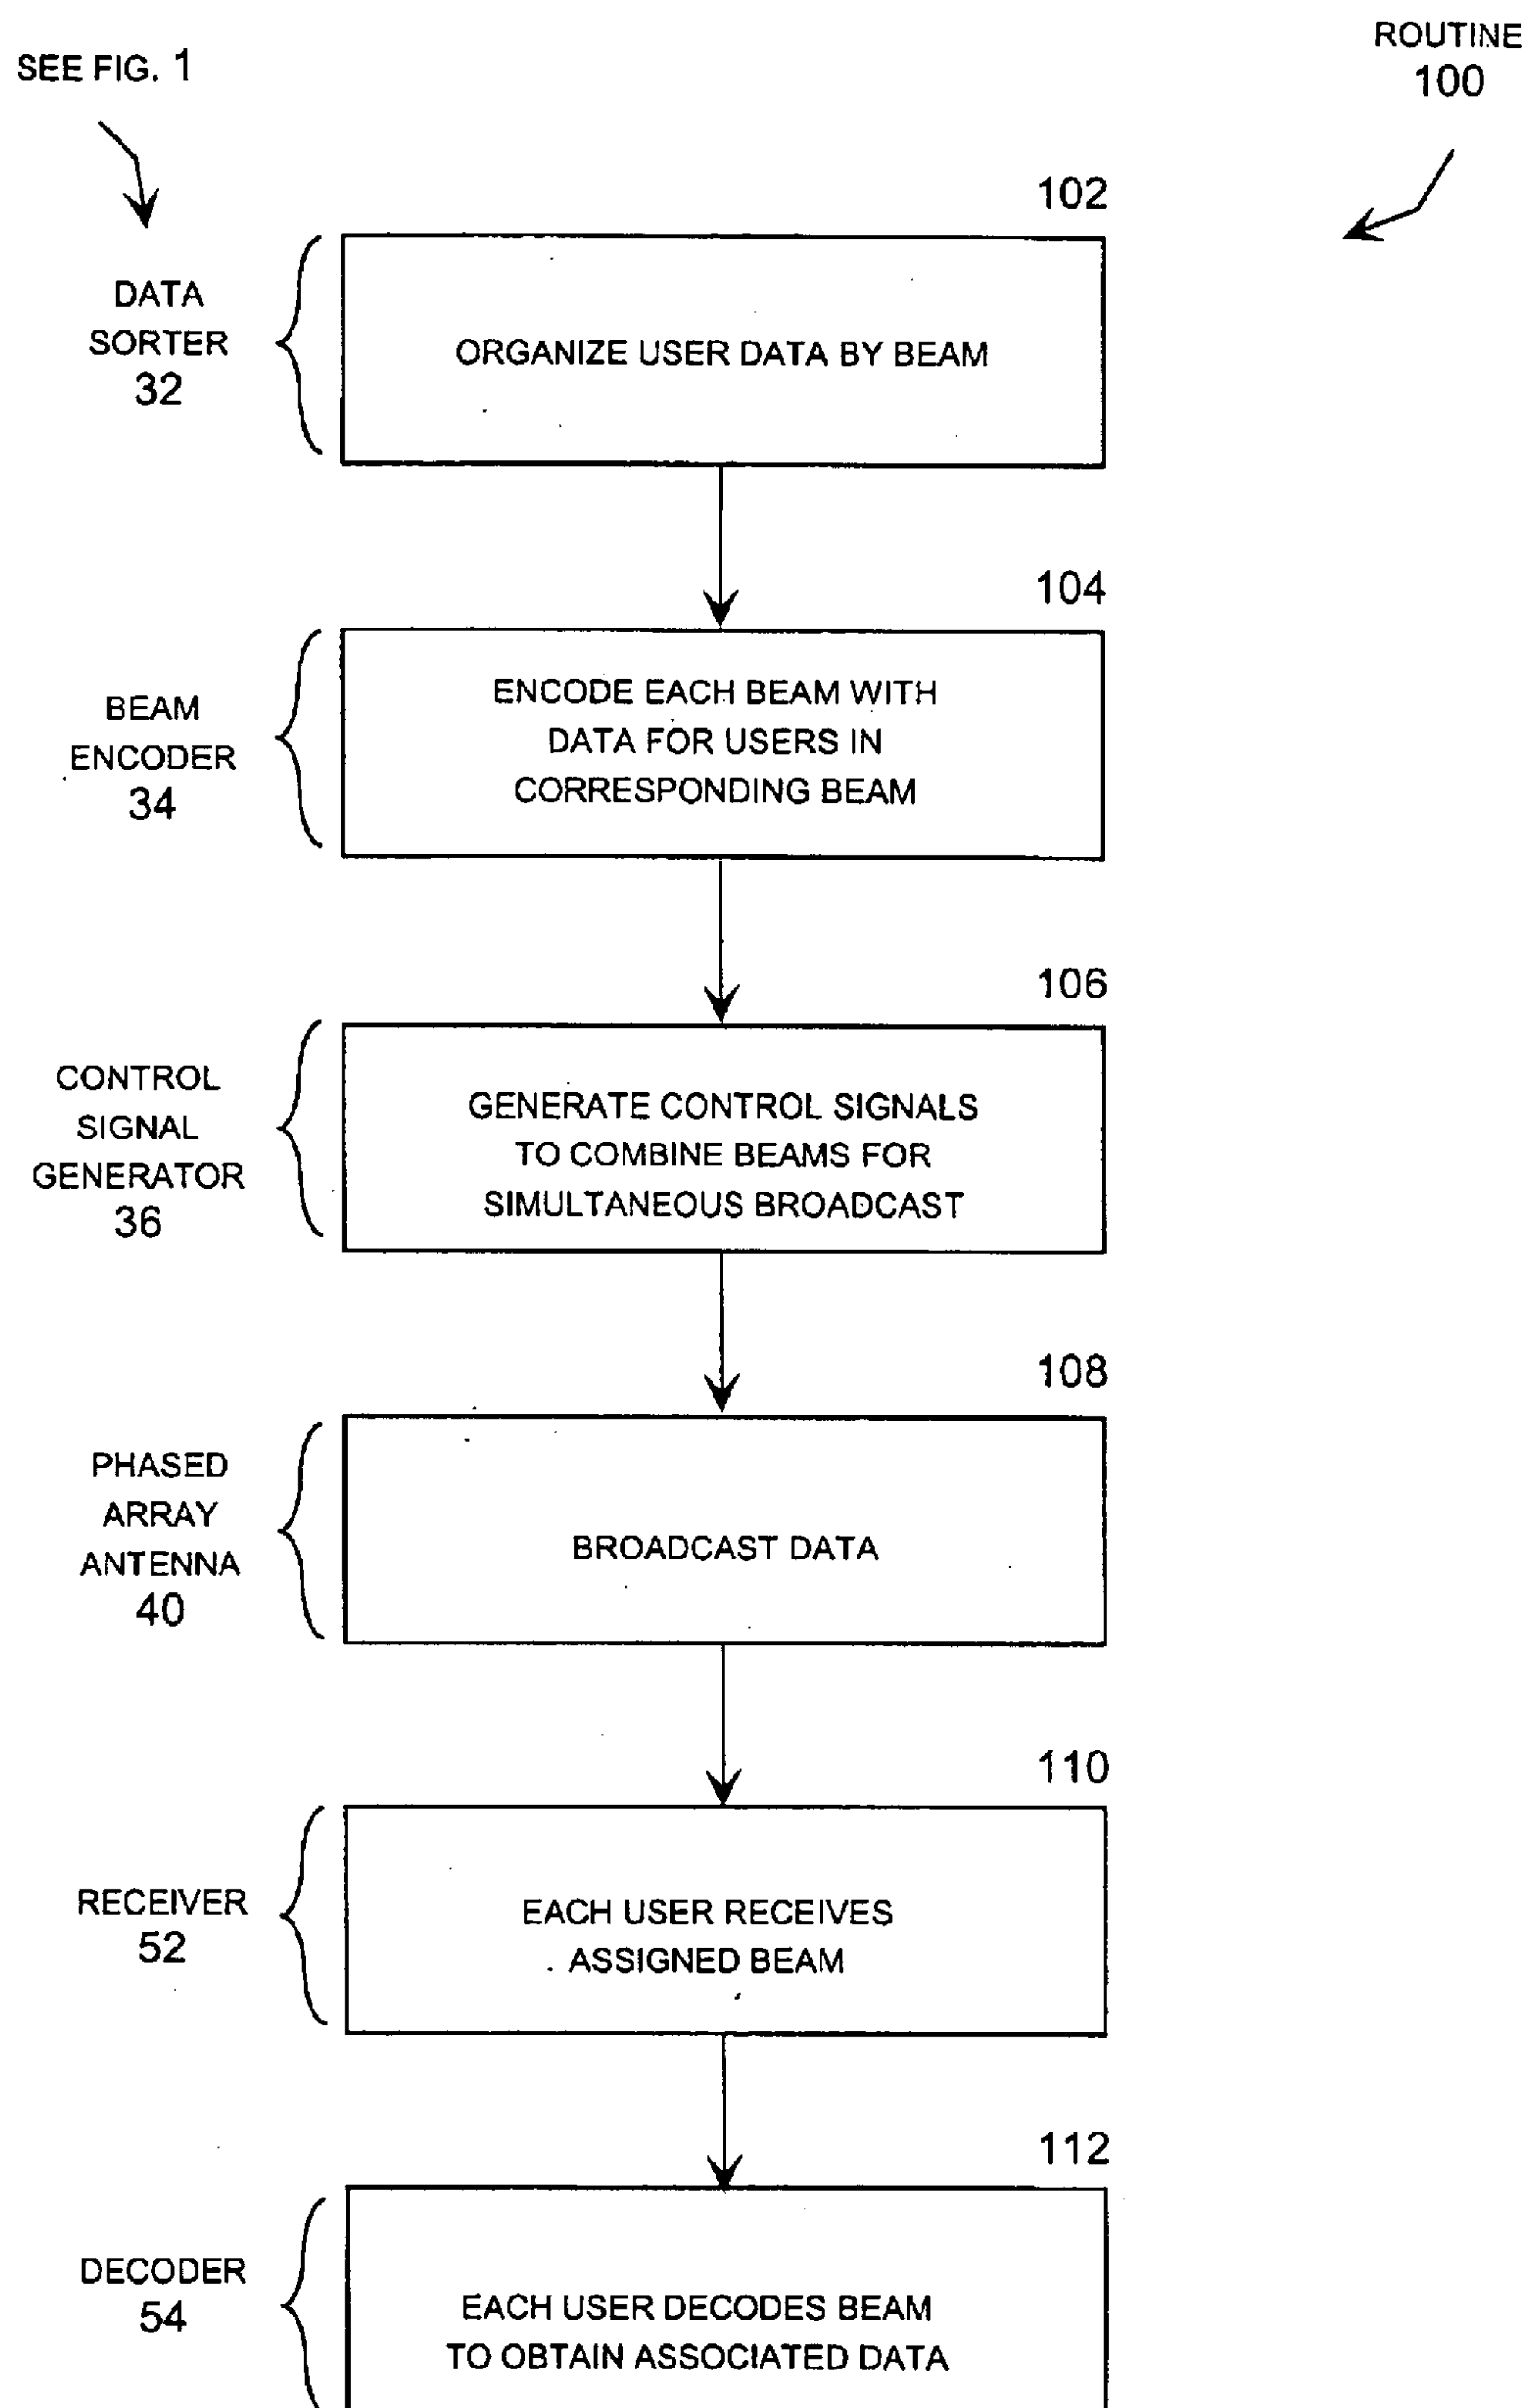 SEE FIG. 1
ROUTINE
100
102
DATA
SORTER
32
ORGANIZE USER DATA BY BEAM
104
BEAM
ENCODER
34
ENCODE EACH BEAM WITH
DATA FOR USERS IN
CORRESPONDING BEAM
106
CONTROL
SIGNAL
GENERATOR
36
GENERATE CONTROL SIGNALS
TO COMBINE BEAMS FOR
SIMULTANEOUS BROADCAST
108
PHASED
ARRAY
ANTENNA
40
BROADCAST DATA
110
RECEIVER
52
EACH USER RECEIVES
ASSIGNED BEAM
112
DECODER
54
EACH USER DECODES BEAM
TO OBTAIN ASSOCIATED DATA